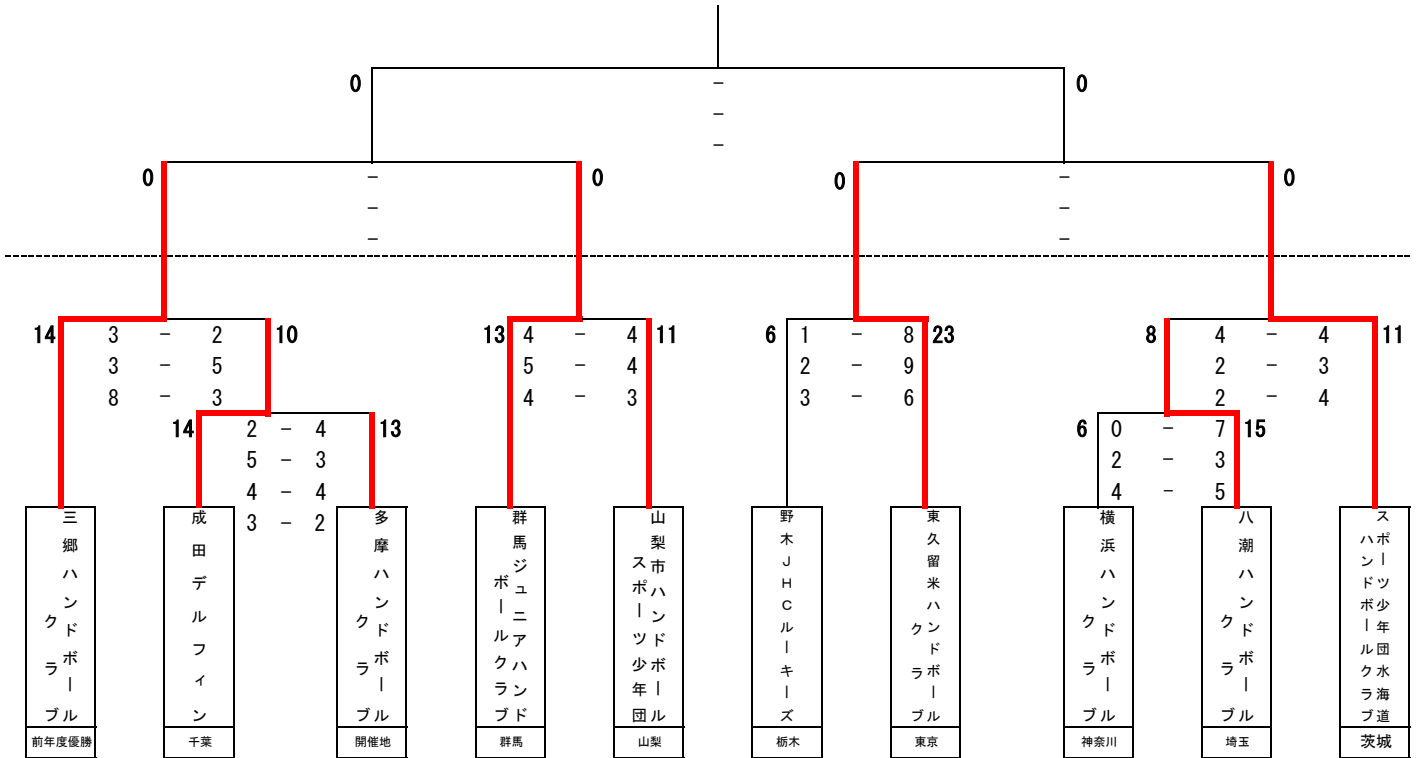 0 - 0
-
-
0 - 0 0 - 0
- -
- -
14 3 - 2 10 13 4 - 4 11 6 1 - 8 23 8 4 - 4 11
3 - 5 5 - 4 2 - 9 2 - 3
8 - 3 4 - 3 3 - 6 2 - 4
14 2 - 4 13 6 0 - 7 15
5 - 3 2 - 3
4 - 4 4 - 5
3 - 2
三郷ハンドボール
クラブ
前年度優勝
成田デルフィン
千葉
多摩ハンドボール
クラブ
開催地
群馬ジュニアハンド
ボールクラブ
群馬
山梨市ハンドボール
スポーツ少年団
山梨
野木JHCルーキーズ
栃木
東久留米ハンドボール
クラブ
東京
横浜ハンドボール
クラブ
神奈川
八潮ハンドボール
クラブ
埼玉
スポーツ少年団水海道
ハンドボールクラブ
茨城